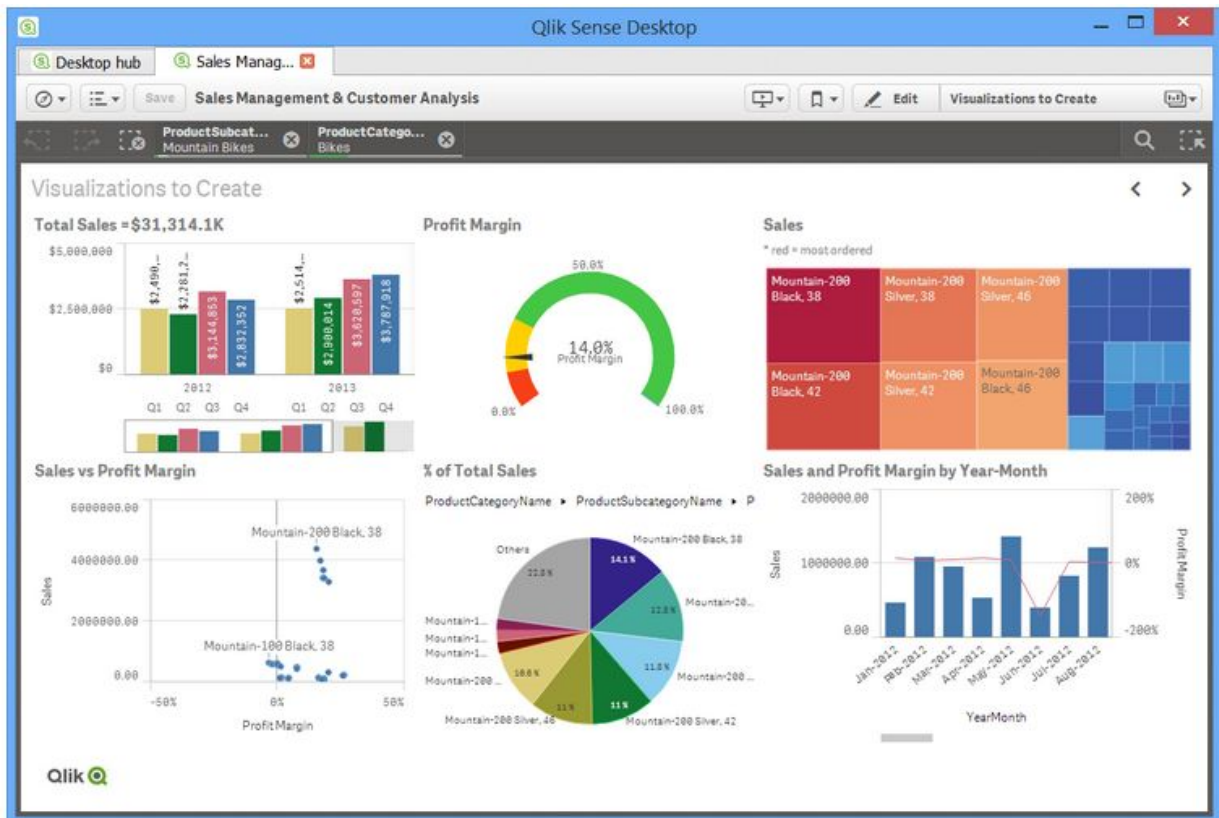 Qlik Sense Desktop
Desktop hub
Sales Manag...
Save
Sales Management & Customer Analysis
Edit
Visualizations to Create
ProductSubcat...
Mountain Bikes
ProductCatego...
Bikes
Visualizations to Create
Total Sales =$31,314.1K
$5,000,000
$2,500,000
$0
$2,490,...
$2,281,2...
$3,144,853
$2,832,352
$2,514,...
$2,900,014
$3,620,597
$3,787,918
2012
2013
Q1 Q2 Q3 Q4 Q1 Q2 Q3 Q4
Profit Margin
50.0%
14.0%
Profit Margin
0.0%
100.0%
Sales
* red = most ordered
Mountain-200
Black, 38
Mountain-200
Silver, 38
Mountain-200
Silver, 46
Mountain-200
Black, 42
Mountain-200
Silver, 42
Mountain-200
Black, 46
Sales vs Profit Margin
6000000.00
4000000.00
2000000.00
0.00
Sales
Mountain-200 Black, 38
Mountain-100 Black, 38
-50%
0%
50%
Profit Margin
% of Total Sales
ProductCategoryName ▸ ProductSubcategoryName ▸ P
Others
Mountain-200 Black, 38
14.1%
Mountain-20...
Mountain-1...
Mountain-1...
Mountain-1...
Mountain-200 ...
Mountain-200 ...
11%
11%
Mountain-200 Silver, 46
Mountain-200 Silver, 42
Sales and Profit Margin by Year-Month
2000000.00
1000000.00
0.00
Sales
200%
0%
-200%
Profit Margin
Jan-2012
Feb-2012
Mar-2012
Apr-2012
May-2012
Jun-2012
Jul-2012
Aug-2012
YearMonth
Qlik